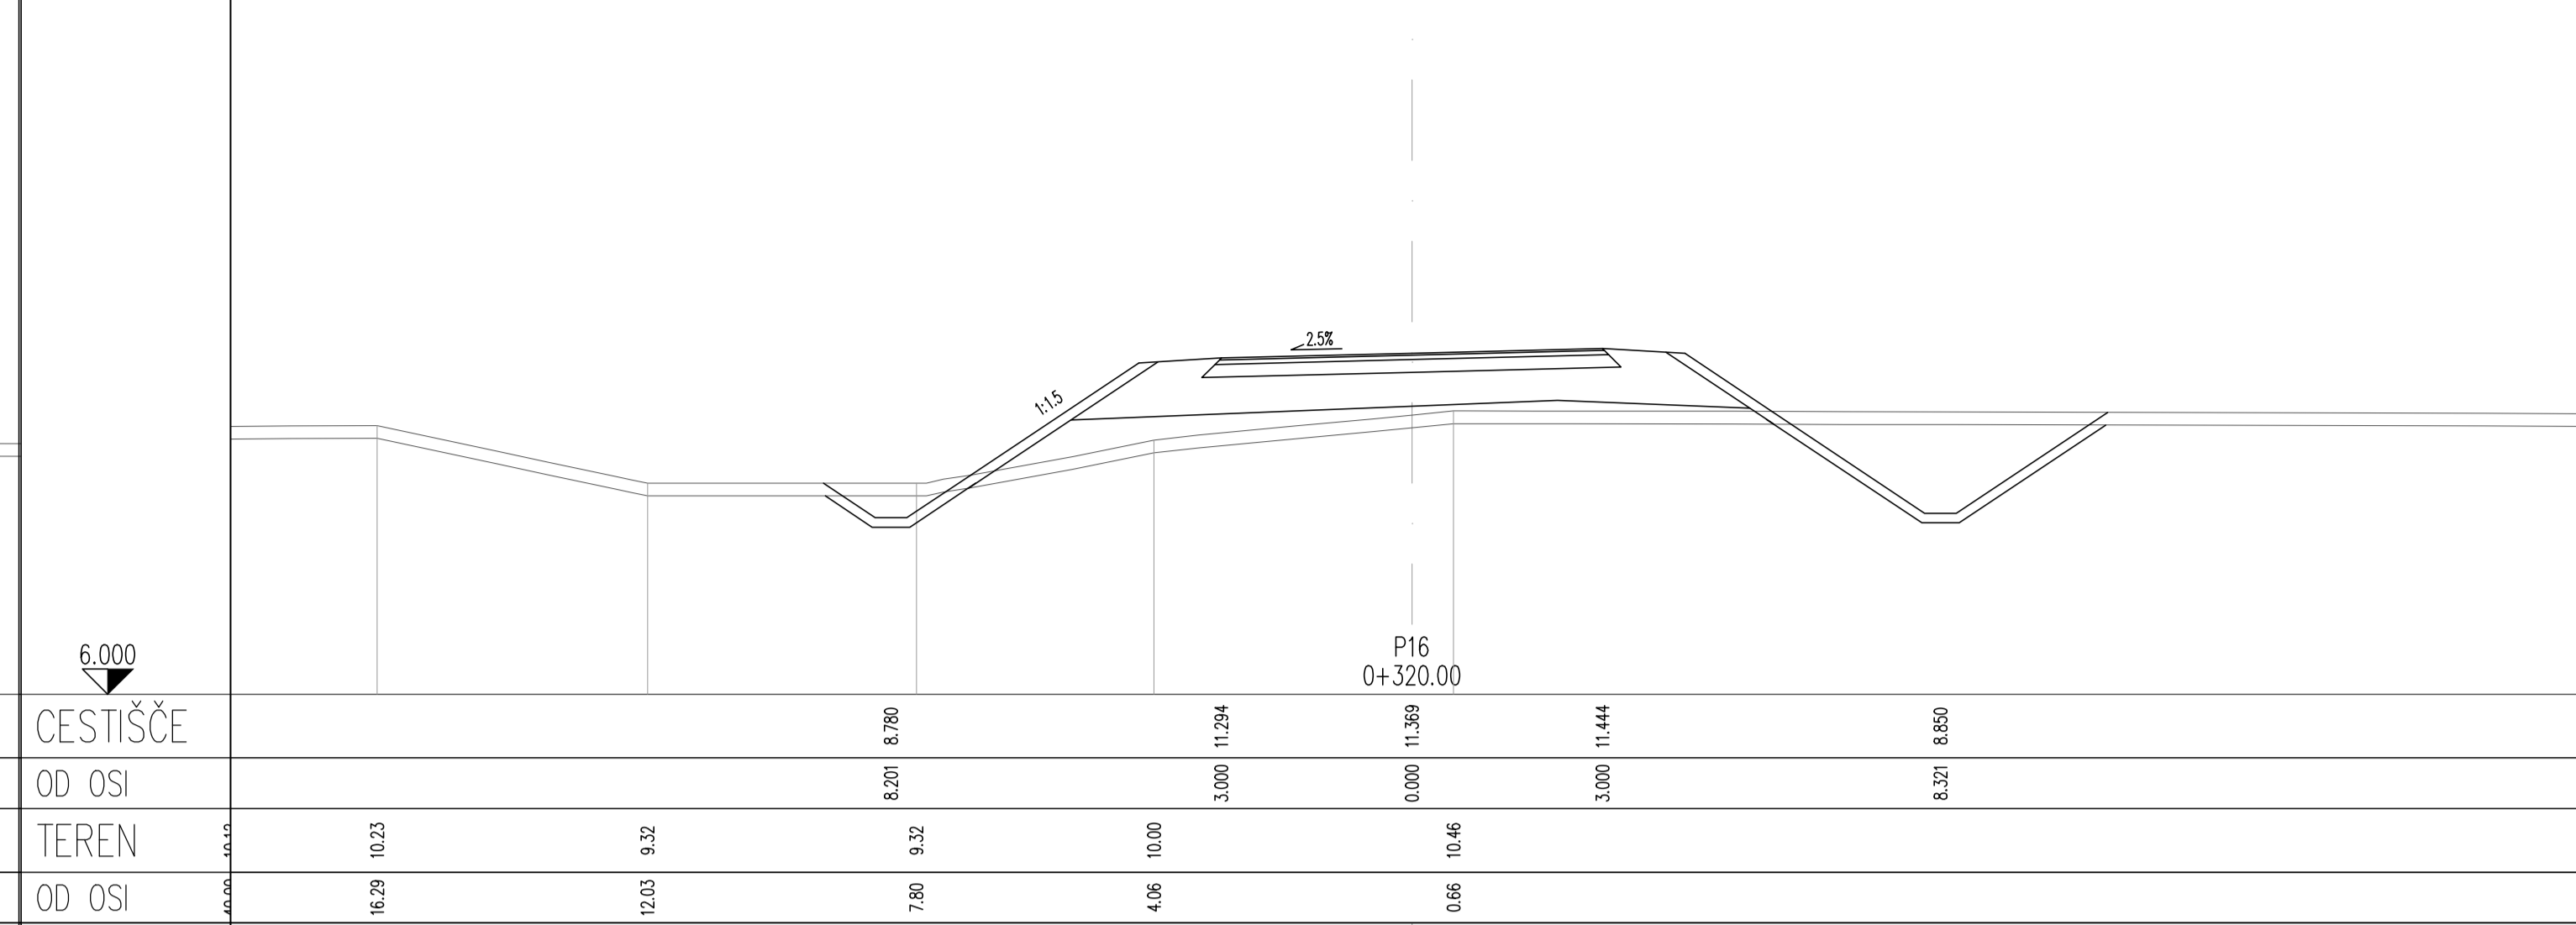 2.5%
1:1.5
6.000
P16
0+320.00
CESTIŠČE 8.780 11.294 11.369 11.444 8.850
OD OSI 8.201 3.000 0.000 3.000 8.321
TEREN 10.23 9.32 9.32 10.00 10.46
OD OSI 16.29 12.03 7.80 4.06 0.66